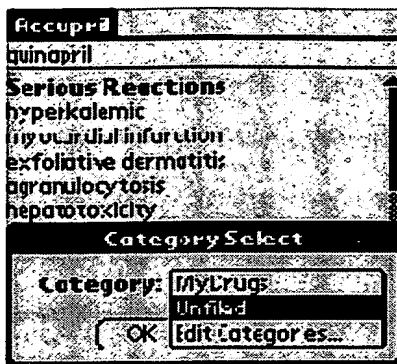 Accupril
quinapril
Serious Reactions
hyperkalemic
myocardial infarction
exfoliative dermatitis
agranulocytosis
hepatotoxicity
Category Select
Category: MyDrugs
Unfiled
OK Edit Categories...